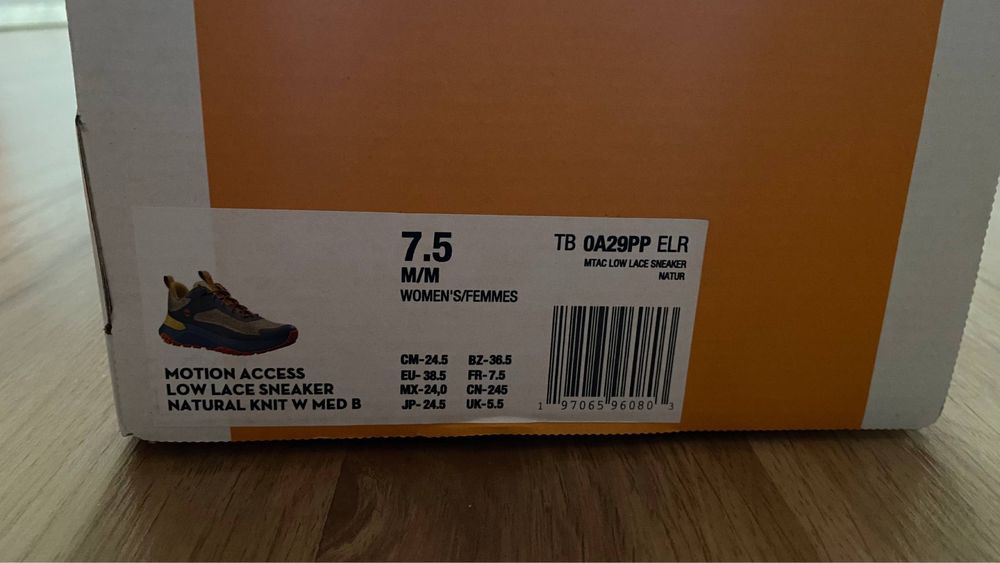 7.5
M/M
WOMEN'S/FEMMES
TB 0A29PP ELR
MTAC LOW LACE SNEAKER
NATUR
MOTION ACCESS
LOW LACE SNEAKER
NATURAL KNIT W MED B
CM-24.5 BZ-36.5
EU- 38.5 FR-7.5
MX-24,0 CN-245
JP-24.5 UK-5.5
1 97065 96080 3